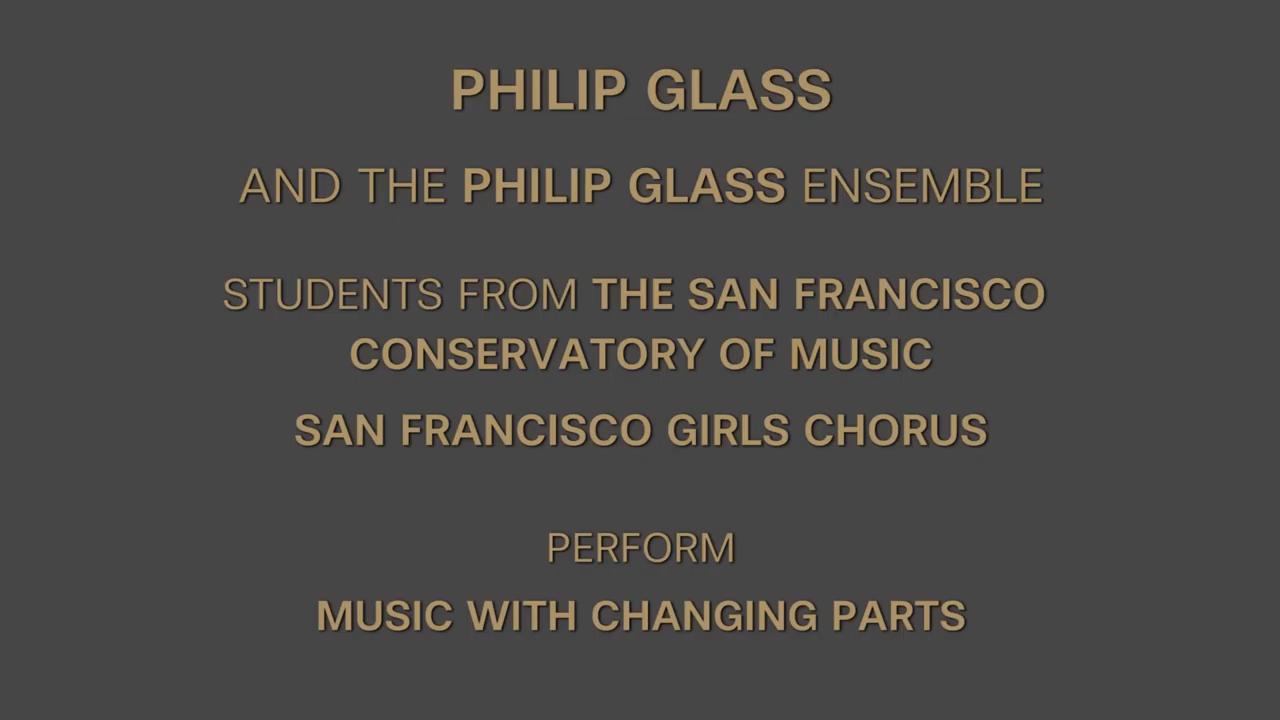 PHILIP GLASS
AND THE PHILIP GLASS ENSEMBLE
STUDENTS FROM THE SAN FRANCISCO
CONSERVATORY OF MUSIC
SAN FRANCISCO GIRLS CHORUS
PERFORM
MUSIC WITH CHANGING PARTS